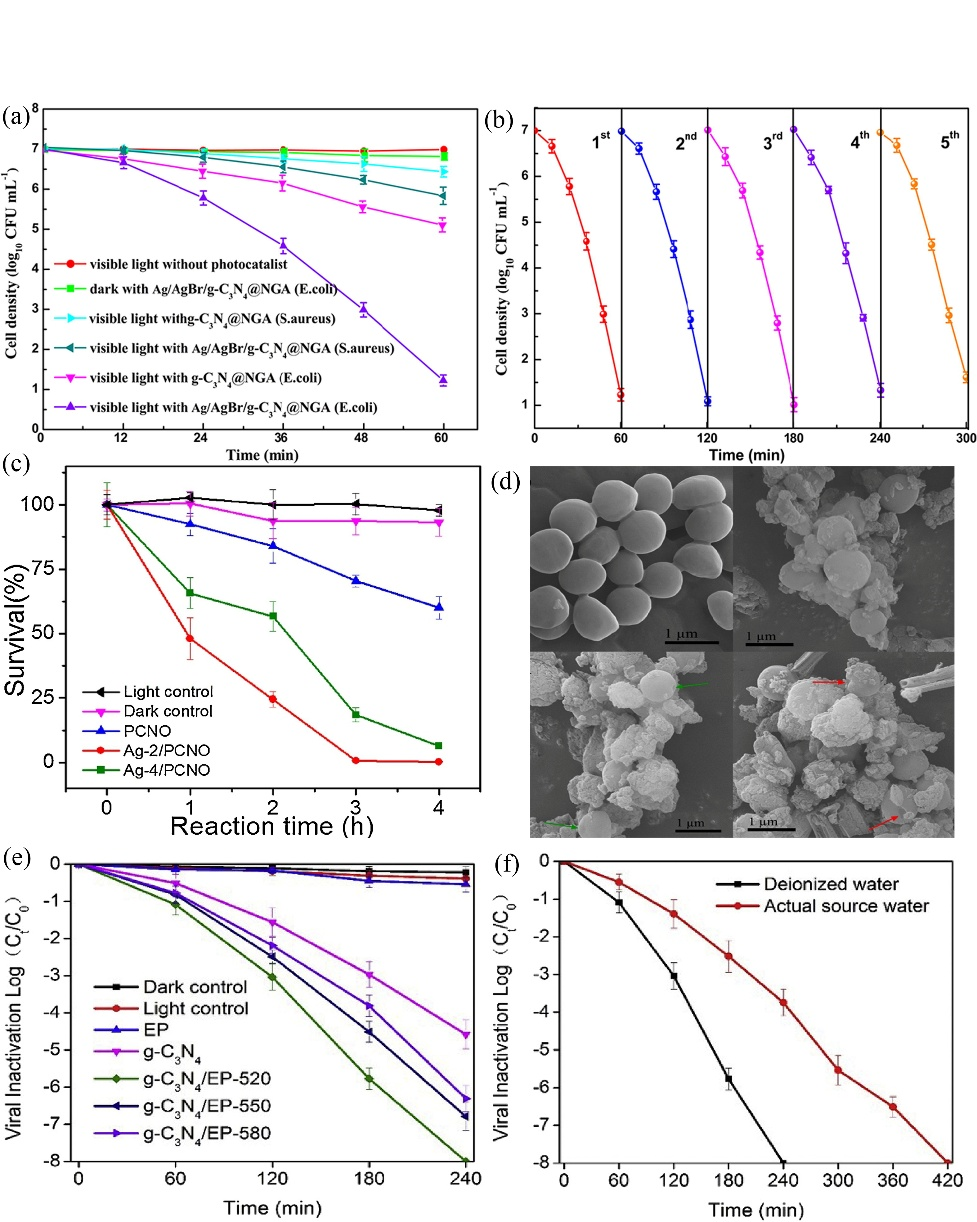 (a)
8
7
6
5
4
3
2
1
0
Cell density (log10 CFU mL-1)
visible light without photocatalist
dark with Ag/AgBr/g-C3N4@NGA (E.coli)
visible light withg-C3N4@NGA (S.aureus)
visible light with Ag/AgBr/g-C3N4@NGA (S.aureus)
visible light with g-C3N4@NGA (E.coli)
visible light with Ag/AgBr/g-C3N4@NGA (E.coli)
0 12 24 36 48 60
Time (min)
(b)
7
6
5
4
3
2
1
Cell density (log10 CFU mL-1)
1st 2nd 3rd 4th 5th
0 60 120 180 240 300
Time (min)
(c)
100
75
50
25
0
Survival(%)
Light control
Dark control
PCNO
Ag-2/PCNO
Ag-4/PCNO
0 1 2 3 4
Reaction time (h)
(d)
1 μm
1 μm
1 μm
1 μm
(e)
0
-1
-2
-3
-4
-5
-6
-7
-8
Viral Inactivation Log (Ct/C0)
Dark control
Light control
EP
g-C3N4
g-C3N4/EP-520
g-C3N4/EP-550
g-C3N4/EP-580
0 60 120 180 240
Time (min)
(f)
0
-1
-2
-3
-4
-5
-6
-7
-8
Viral Inactivation Log (Ct/C0)
Deionized water
Actual source water
0 60 120 180 240 300 360 420
Time (min)